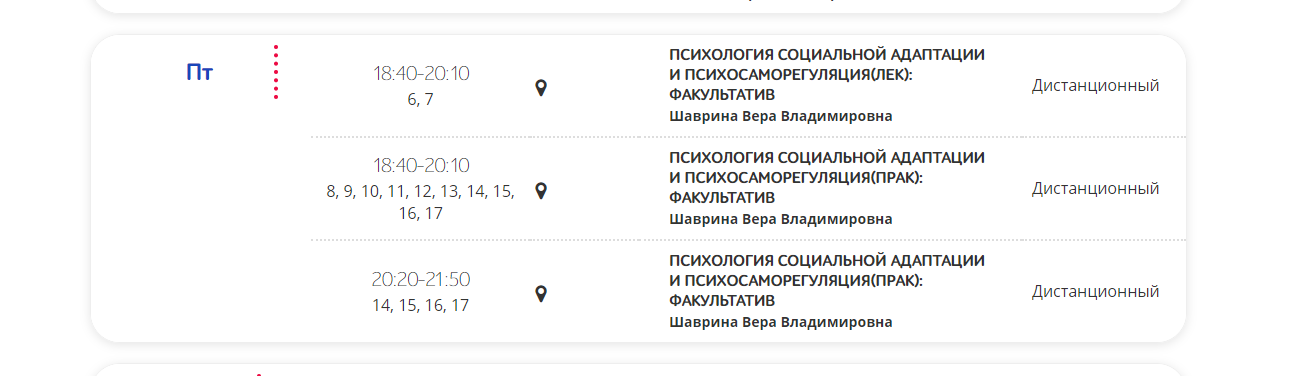 Пт
18:40-20:10
6, 7
ПСИХОЛОГИЯ СОЦИАЛЬНОЙ АДАПТАЦИИ
И ПСИХОСАМОРЕГУЛЯЦИЯ(ЛЕК):
ФАКУЛЬТАТИВ
Шаврина Вера Владимировна
Дистанционный
18:40-20:10
8, 9, 10, 11, 12, 13, 14, 15,
16, 17
ПСИХОЛОГИЯ СОЦИАЛЬНОЙ АДАПТАЦИИ
И ПСИХОСАМОРЕГУЛЯЦИЯ(ПРАК):
ФАКУЛЬТАТИВ
Шаврина Вера Владимировна
Дистанционный
20:20-21:50
14, 15, 16, 17
ПСИХОЛОГИЯ СОЦИАЛЬНОЙ АДАПТАЦИИ
И ПСИХОСАМОРЕГУЛЯЦИЯ(ПРАК):
ФАКУЛЬТАТИВ
Шаврина Вера Владимировна
Дистанционный